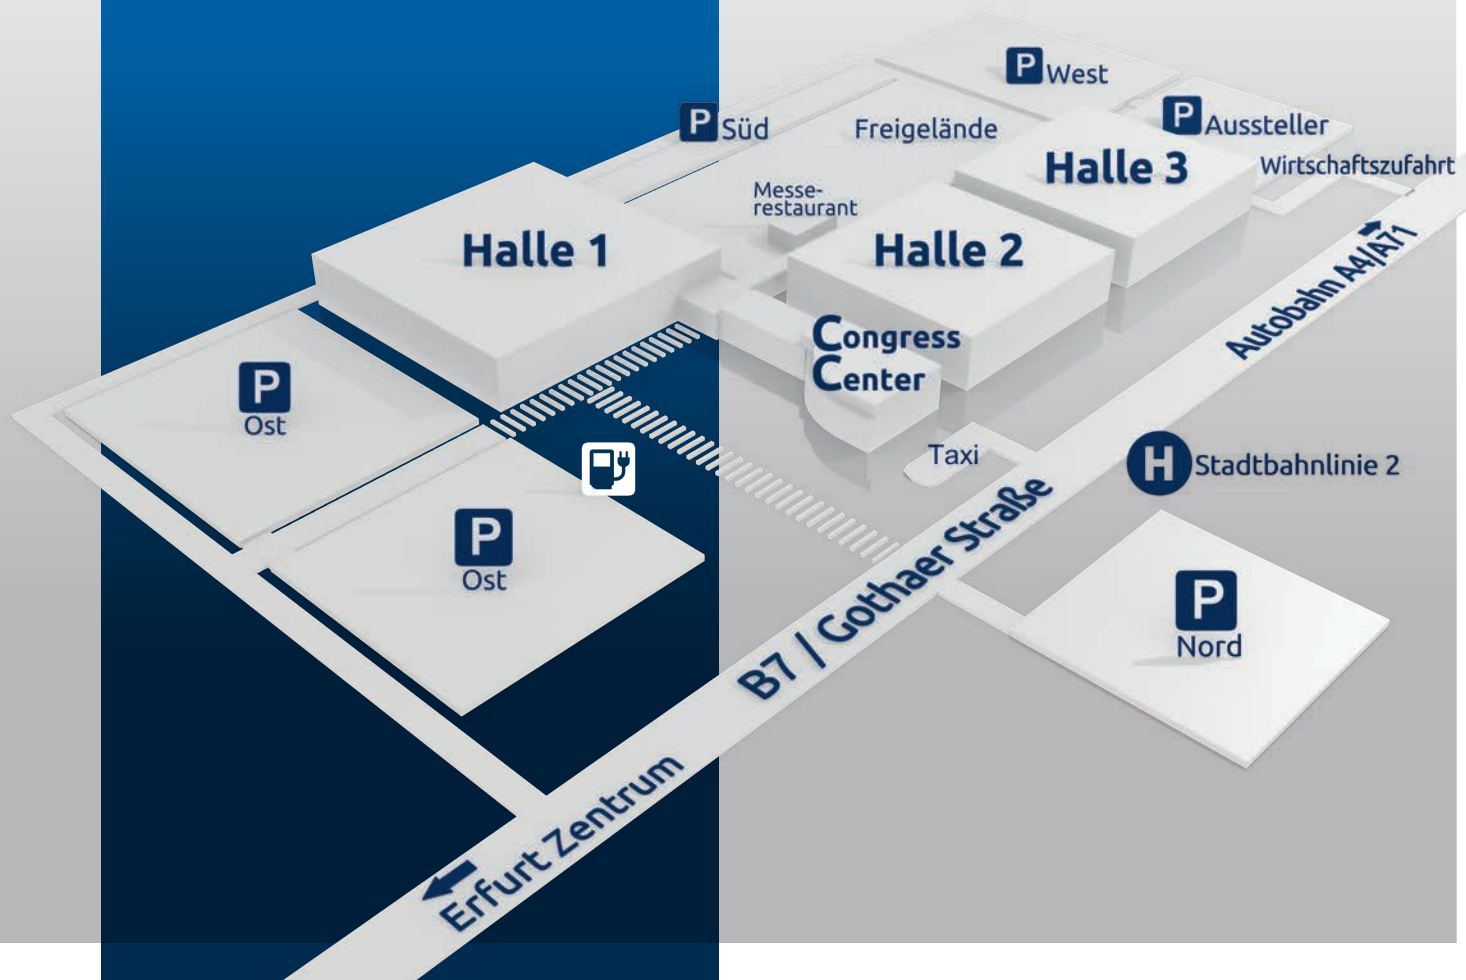 P West
P Süd
Freigelände
P Aussteller
Halle 3
Wirtschaftszufahrt
Messe-
restaurant
Halle 1
Halle 2
Autobahn A4/A71
Congress
Center
P
Ost
Taxi
H Stadtbahnlinie 2
P
Ost
B7 / Gothaer Straße
P
Nord
Erfurt Zentrum